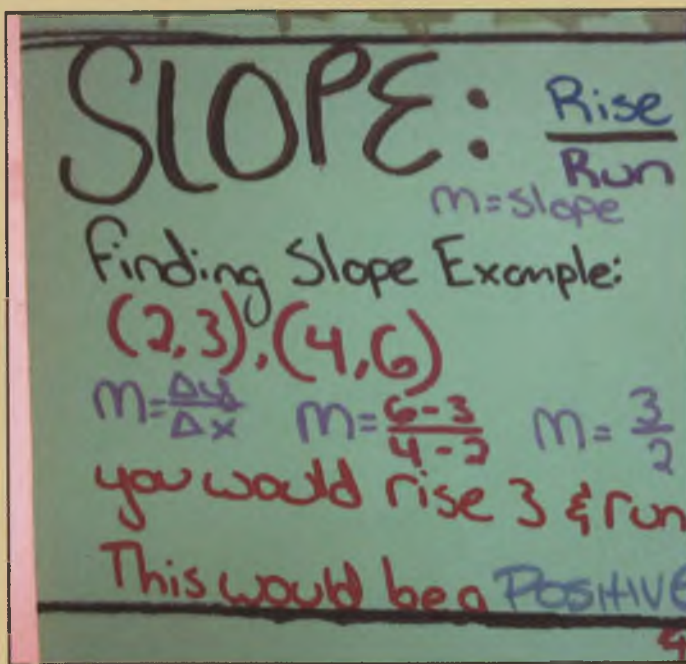 SLOPE: Rise
Run
m=slope
Finding Slope Example:
(2,3),(4,6)
m=Δy/Δx m=6-3/4-2 m=3/2
you would rise 3 & run
This would be a POSITIVE